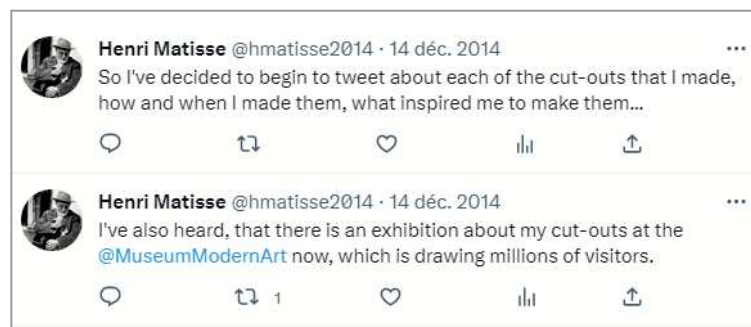 Henri Matisse @hmatisse2014 · 14 déc. 2014
So I've decided to begin to tweet about each of the cut-outs that I made,
how and when I made them, what inspired me to make them...
Henri Matisse @hmatisse2014 · 14 déc. 2014
I've also heard, that there is an exhibition about my cut-outs at the
@MuseumModernArt now, which is drawing millions of visitors.
1